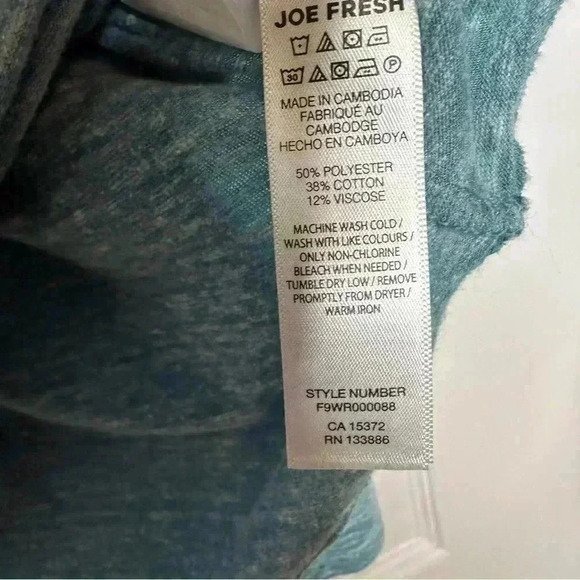 JOE FRESH
30 P
MADE IN CAMBODIA
FABRIQUÉ AU
CAMBODGE
HECHO EN CAMBOYA
50% POLYESTER
38% COTTON
12% VISCOSE
MACHINE WASH COLD /
WASH WITH LIKE COLOURS /
ONLY NON-CHLORINE
BLEACH WHEN NEEDED /
TUMBLE DRY LOW / REMOVE
PROMPTLY FROM DRYER /
WARM IRON
STYLE NUMBER
F9WR000088
CA 15372
RN 133886